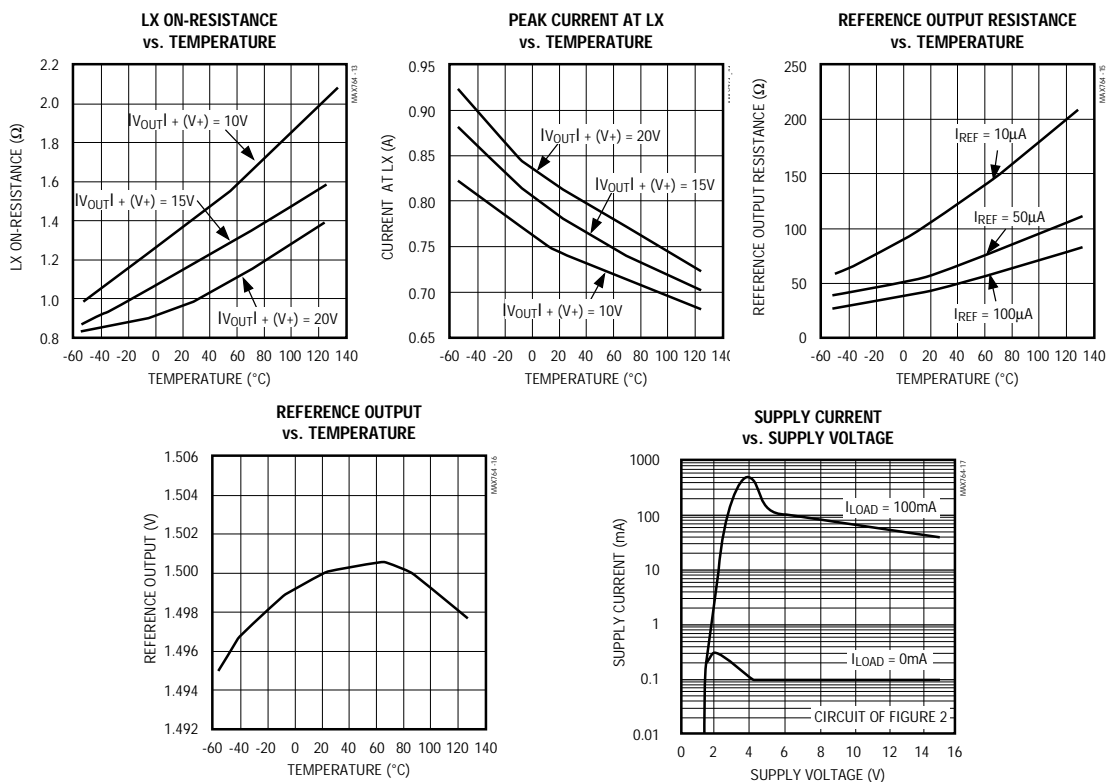 LX ON-RESISTANCE
vs. TEMPERATURE
2.2
2.0
1.8
1.6
1.4
1.2
1.0
0.8
LX ON-RESISTANCE (Ω)
IVOUTI + (V+) = 10V
IVOUTI + (V+) = 15V
IVOUTI + (V+) = 20V
-60 -40 -20 0 20 40 60 80 100 120 140
TEMPERATURE (°C)
MAX764 -13
PEAK CURRENT AT LX
vs. TEMPERATURE
0.95
0.90
0.85
0.80
0.75
0.70
0.65
CURRENT AT LX (A)
IVOUTI + (V+) = 20V
IVOUTI + (V+) = 15V
IVOUTI + (V+) = 10V
-60 -40 -20 0 20 40 60 80 100 120 140
TEMPERATURE (°C)
REFERENCE OUTPUT RESISTANCE
vs. TEMPERATURE
250
200
150
100
50
0
REFERENCE OUTPUT RESISTANCE (Ω)
IREF = 10µA
IREF = 50µA
IREF = 100µA
-60 -40 -20 0 20 40 60 80 100 120 140
TEMPERATURE (°C)
MAX764 -15
REFERENCE OUTPUT
vs. TEMPERATURE
1.506
1.504
1.502
1.500
1.498
1.496
1.494
1.492
REFERENCE OUTPUT (V)
-60 -40 -20 0 20 40 60 80 100 120 140
TEMPERATURE (°C)
MAX764 -16
SUPPLY CURRENT
vs. SUPPLY VOLTAGE
1000
100
10
1
0.1
0.01
SUPPLY CURRENT (mA)
ILOAD = 100mA
ILOAD = 0mA
CIRCUIT OF FIGURE 2
0 2 4 6 8 10 12 14 16
SUPPLY VOLTAGE (V)
MAX764-17